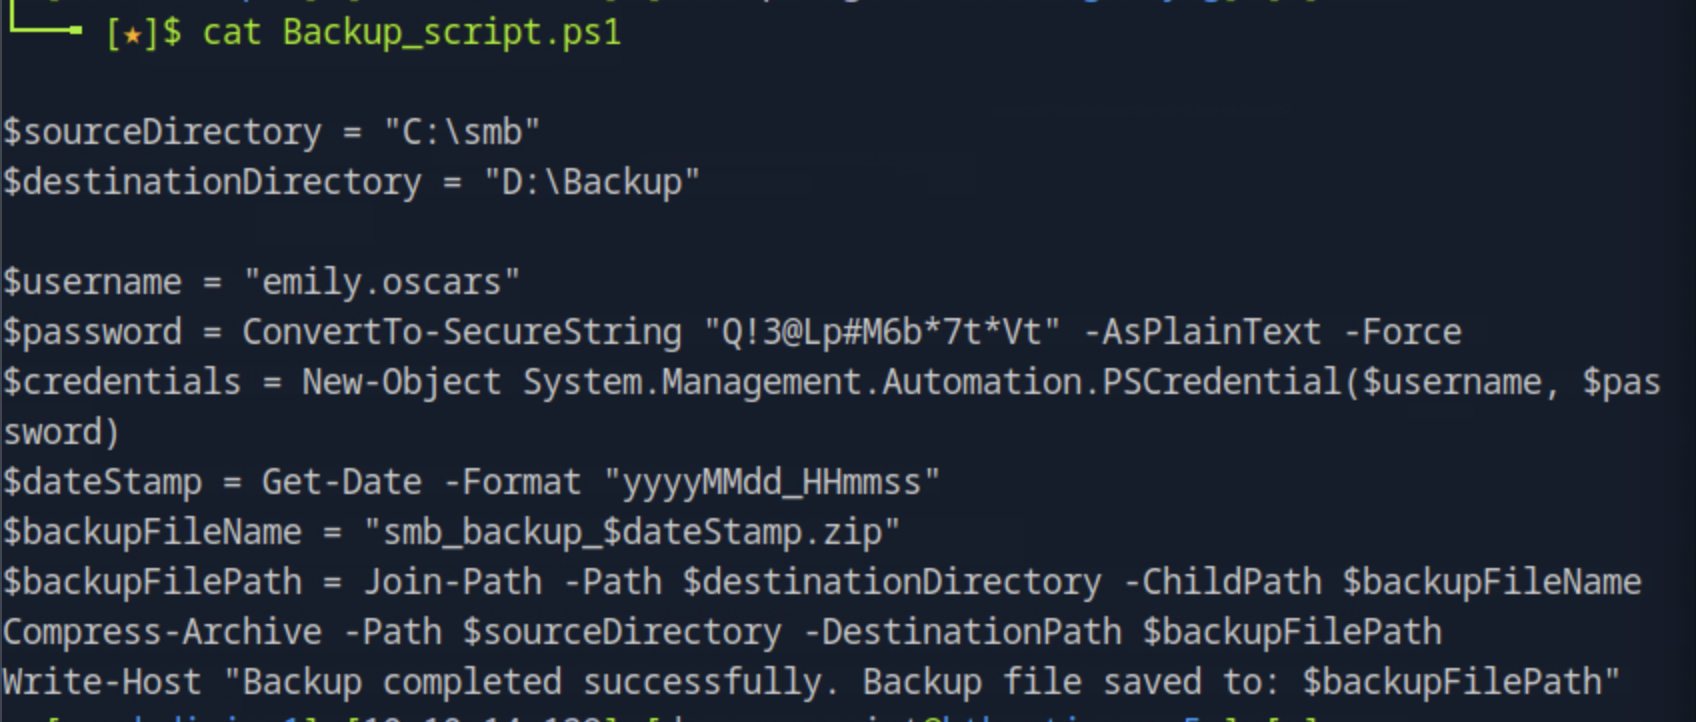 [★]$ cat Backup_script.ps1
$sourceDirectory = "C:\smb"
$destinationDirectory = "D:\Backup"
$username = "emily.oscars"
$password = ConvertTo-SecureString "Q!3@Lp#M6b*7t*Vt" -AsPlainText -Force
$credentials = New-Object System.Management.Automation.PSCredential($username, $pas
sword)
$dateStamp = Get-Date -Format "yyyyMMdd_HHmmss"
$backupFileName = "smb_backup_$dateStamp.zip"
$backupFilePath = Join-Path -Path $destinationDirectory -ChildPath $backupFileName
Compress-Archive -Path $sourceDirectory -DestinationPath $backupFilePath
Write-Host "Backup completed successfully. Backup file saved to: $backupFilePath"